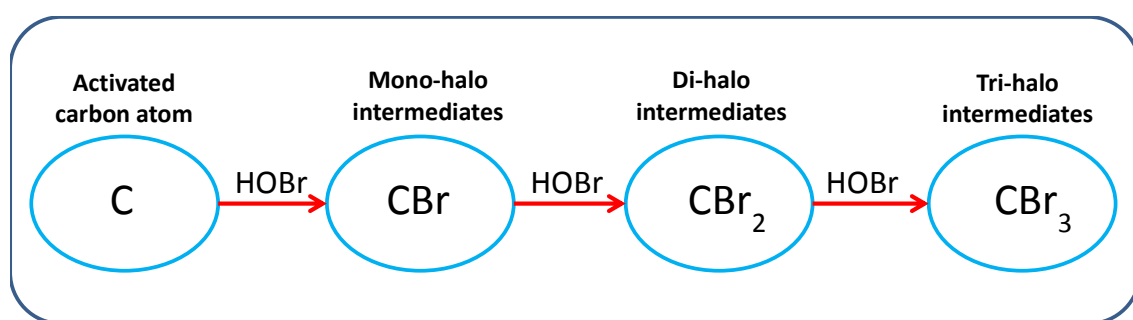 Activated
carbon atom
Mono-halo
intermediates
Di-halo
intermediates
Tri-halo
intermediates
C
HOBr
CBr
HOBr
CBr₂
HOBr
CBr₃